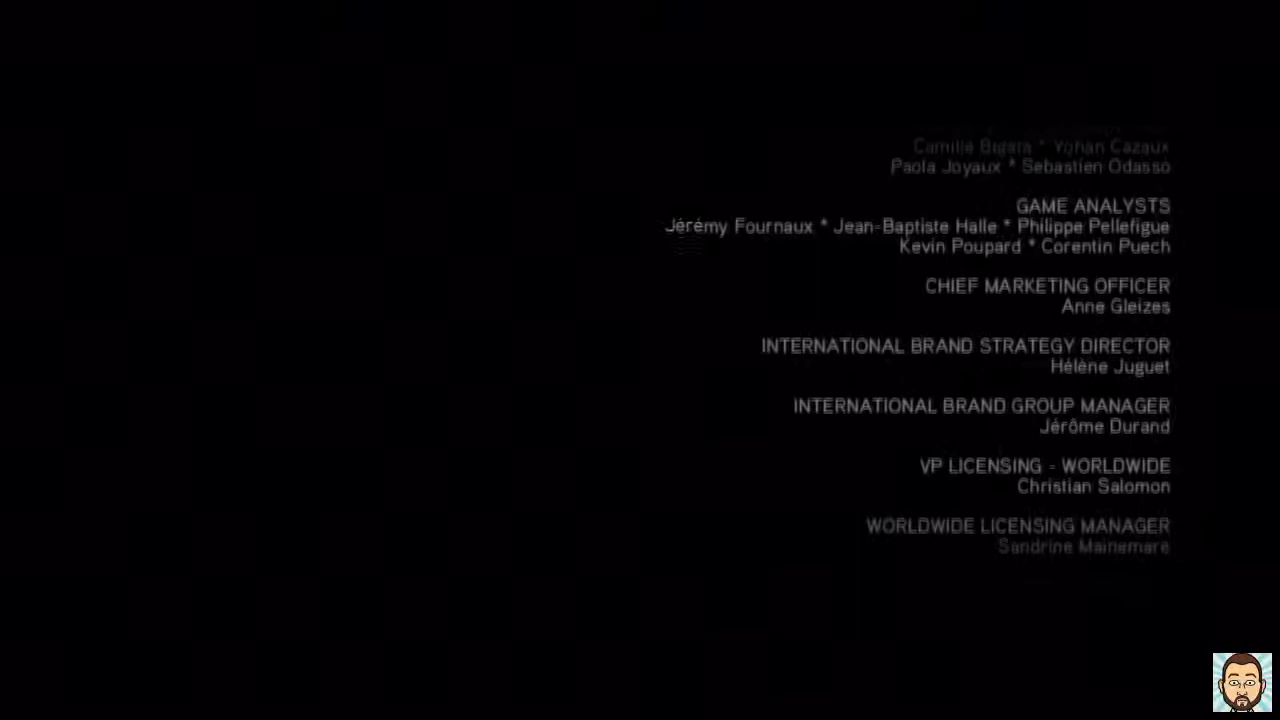 Camille Bigata * Yohan Cazaux
Paola Joyaux * Sebastien Odasso
GAME ANALYSTS
Jérémy Fournaux * Jean-Baptiste Halle * Philippe Pellefigue
Kevin Poupard * Corentin Puech
CHIEF MARKETING OFFICER
Anne Gleizes
INTERNATIONAL BRAND STRATEGY DIRECTOR
Hélène Juguet
INTERNATIONAL BRAND GROUP MANAGER
Jérôme Durand
VP LICENSING - WORLDWIDE
Christian Salomon
WORLDWIDE LICENSING MANAGER
Sandrine Mainemare